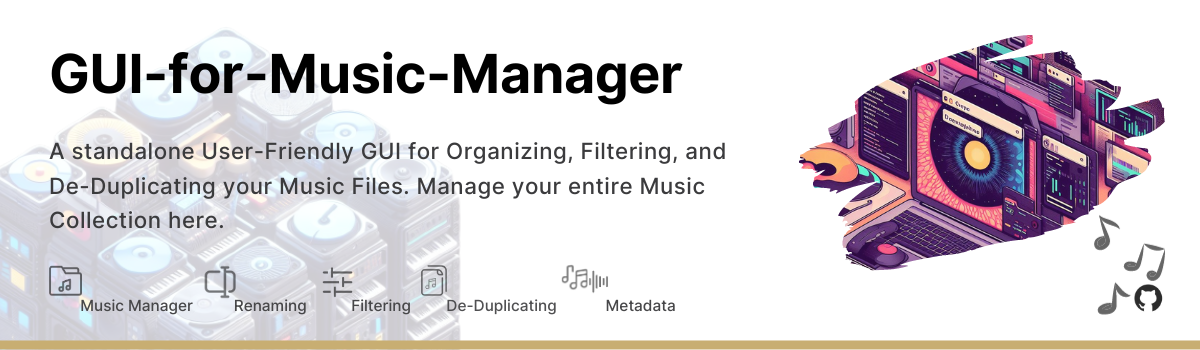 GUI-for-Music-Manager
A standalone User-Friendly GUI for Organizing, Filtering, and
De-Duplicating your Music Files. Manage your entire Music
Collection here.
Music Manager
Renaming
Filtering
De-Duplicating
Metadata